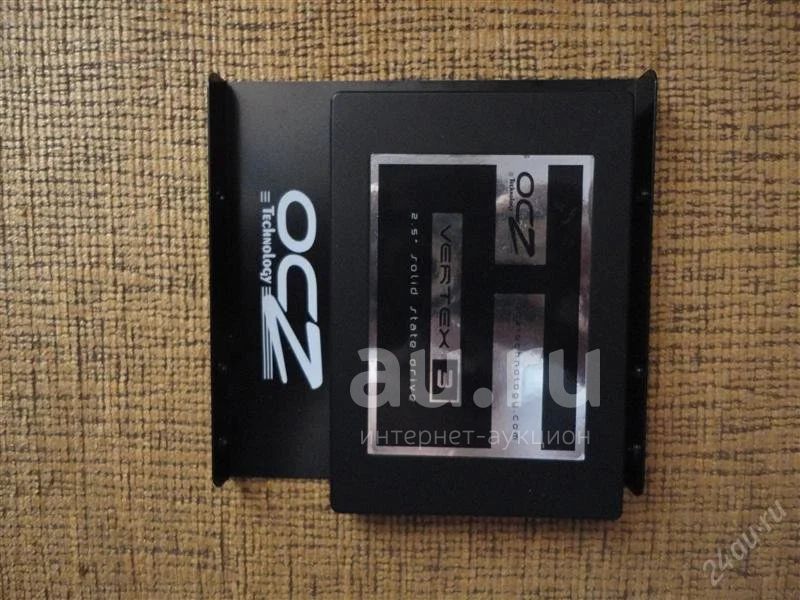 OCZ
Technology
OCZ
Technology
VERTEX 3
2.5" Solid State Drive
au.ru
интернет-аукцион
24au.ru